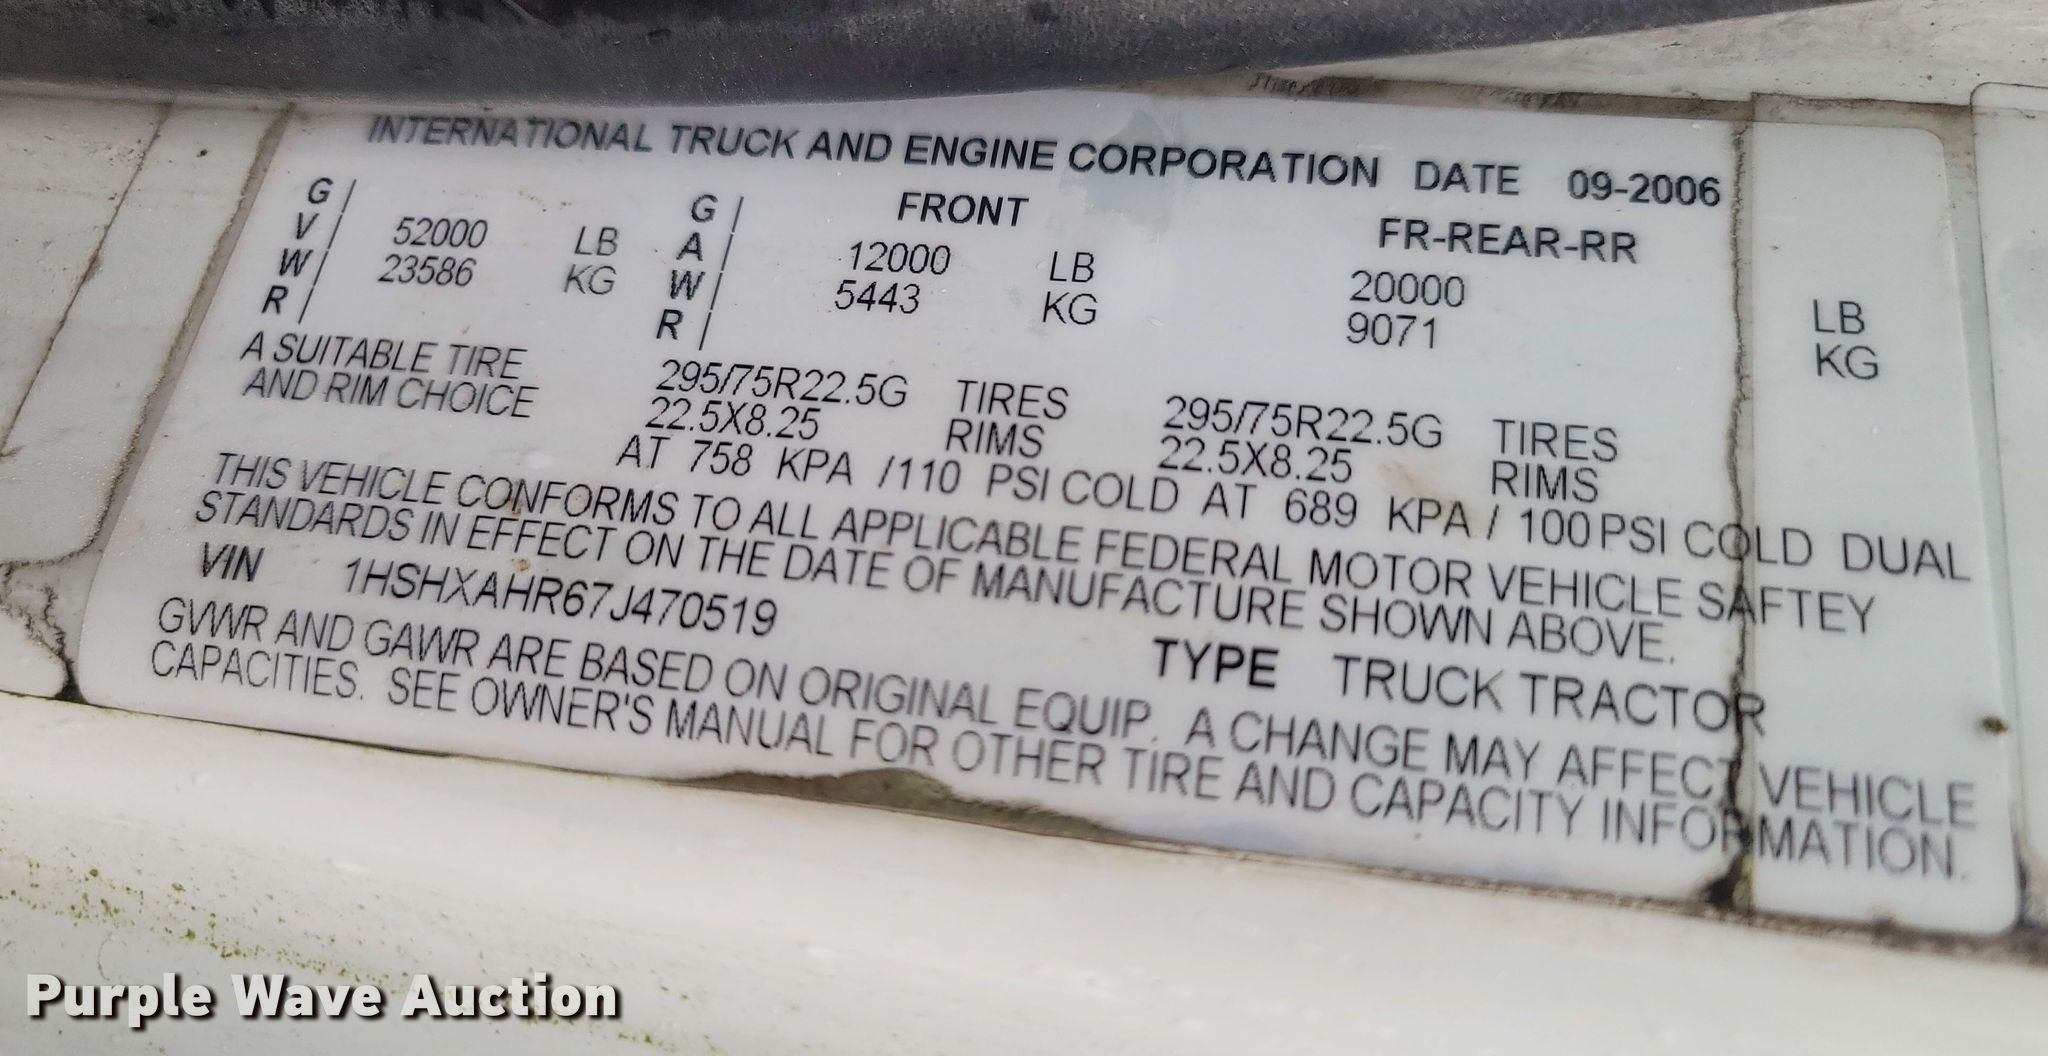 INTERNATIONAL TRUCK AND ENGINE CORPORATION DATE 09-2006
G/ G/ FRONT FR-REAR-RR
V/ 52000 LB A/ 12000 LB 20000 LB
W/ 23586 KG W/ 5443 KG 9071 KG
R/ R/
A SUITABLE TIRE 295/75R22.5G TIRES 295/75R22.5G TIRES
AND RIM CHOICE 22.5X8.25 RIMS 22.5X8.25 RIMS
AT 758 KPA /110 PSI COLD AT 689 KPA / 100 PSI COLD DUAL
THIS VEHICLE CONFORMS TO ALL APPLICABLE FEDERAL MOTOR VEHICLE SAFTEY
STANDARDS IN EFFECT ON THE DATE OF MANUFACTURE SHOWN ABOVE.
VIN 1HSHXAHR67J470519 TYPE TRUCK TRACTOR
GVWR AND GAWR ARE BASED ON ORIGINAL EQUIP. A CHANGE MAY AFFECT VEHICLE
CAPACITIES. SEE OWNER'S MANUAL FOR OTHER TIRE AND CAPACITY INFORMATION.
Purple Wave Auction